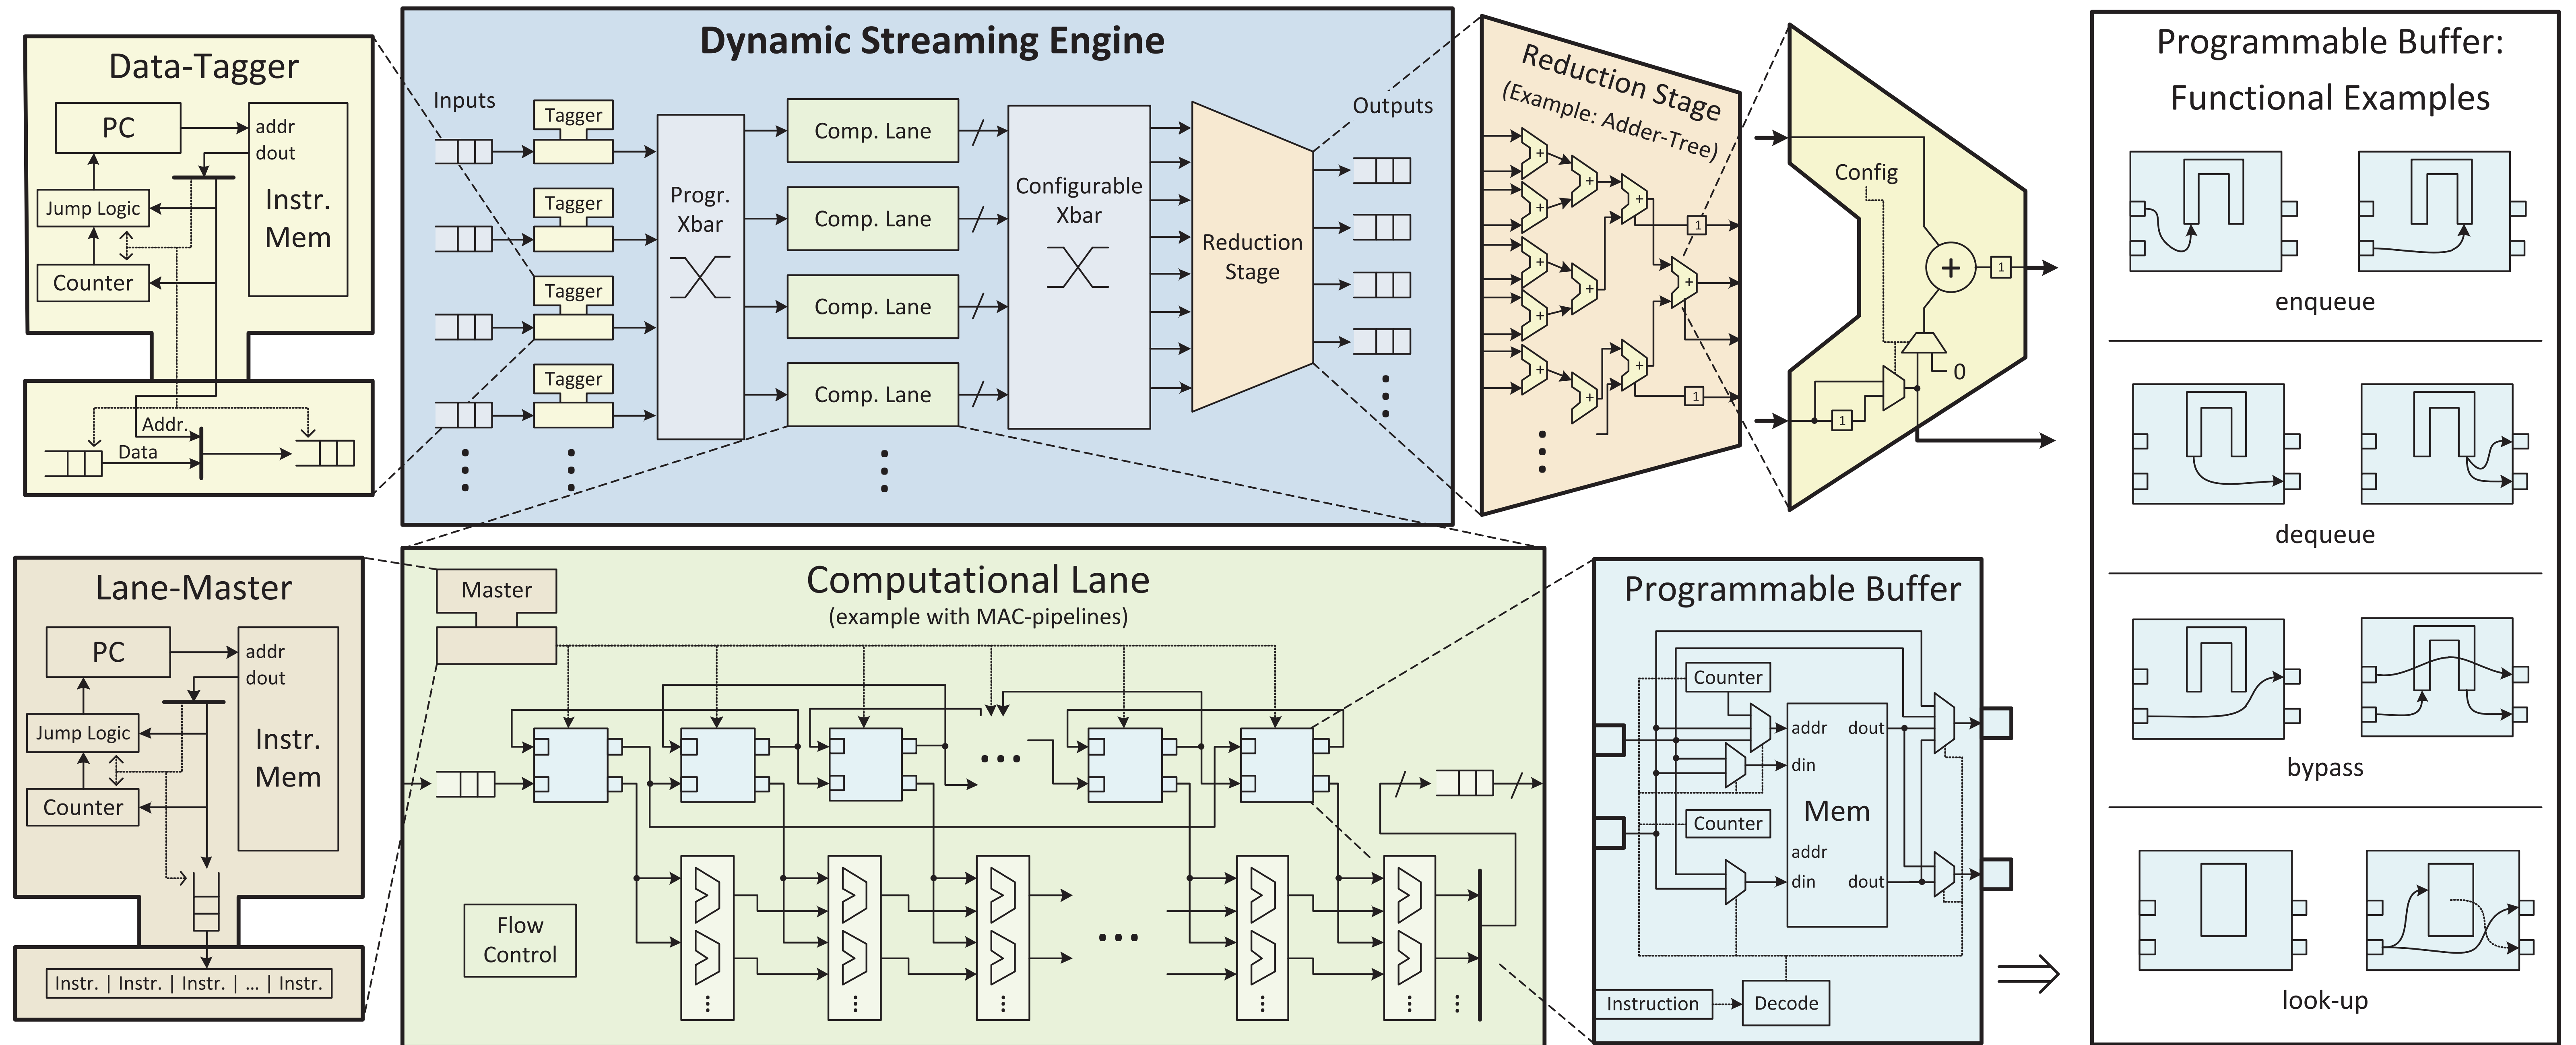 Data-Tagger
PC
addr
dout
Instr.
Mem
Jump Logic
Counter
Addr.
Data
Dynamic Streaming Engine
Inputs
Tagger
Tagger
Tagger
Tagger
Progr.
Xbar
Comp. Lane
Comp. Lane
Comp. Lane
Comp. Lane
Configurable
Xbar
Reduction
Stage
Outputs
Reduction Stage
(Example: Adder-Tree)
+
+
+
+
+
+
+
+
+
+
+
+
1
1
Config
+
1
0
1
Programmable Buffer:
Functional Examples
enqueue
dequeue
bypass
look-up
Lane-Master
PC
addr
dout
Instr.
Mem
Jump Logic
Counter
Instr. | Instr. | Instr. | ... | Instr.
Master
Computational Lane
(example with MAC-pipelines)
Flow
Control
Programmable Buffer
Counter
addr
dout
din
Mem
Counter
addr
din
dout
Instruction
Decode